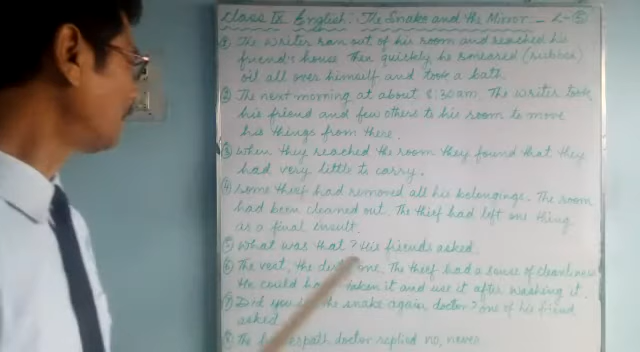 Class IX English: The Snake and the Mirror - L-⑤
① The writer ran out of his room and reached his
friend's house then quickly he smeared (rubbed)
oil all over himself and took a bath.
② The next morning at about 8:30 am. The writer took
his friend and few others to his room to move
his things from there.
③ When they reached the room they found that they
had very little to carry.
④ some thief had removed all his belongings. The room
had been cleaned out. The thief had left one thing
as a final insult.
⑤ What was that? His friends asked.
⑥ The vest, the one. The thief had a sense of cleanliness
He could taken it and use it after washing it.
⑦ Did you the snake again, doctor? one of his friend
asked.
⑧ The doctor replied no, never